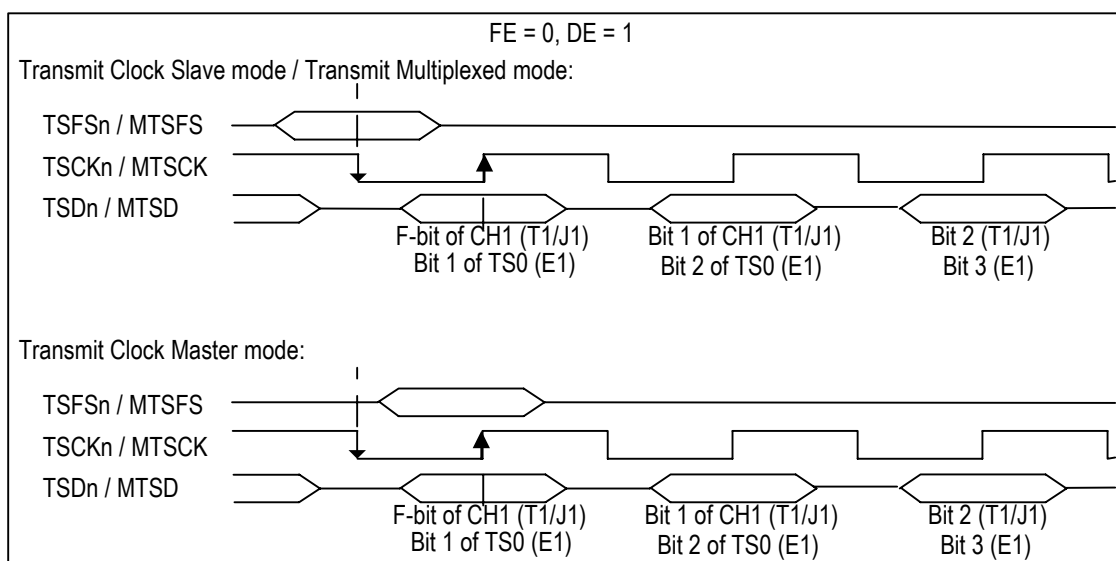 FE = 0, DE = 1
Transmit Clock Slave mode / Transmit Multiplexed mode:
TSFSn / MTSFS
TSCKn / MTSCK
TSDn / MTSD
F-bit of CH1 (T1/J1)
Bit 1 of TS0 (E1)
Bit 1 of CH1 (T1/J1)
Bit 2 of TS0 (E1)
Bit 2 (T1/J1)
Bit 3 (E1)
Transmit Clock Master mode:
TSFSn / MTSFS
TSCKn / MTSCK
TSDn / MTSD
F-bit of CH1 (T1/J1)
Bit 1 of TS0 (E1)
Bit 1 of CH1 (T1/J1)
Bit 2 of TS0 (E1)
Bit 2 (T1/J1)
Bit 3 (E1)